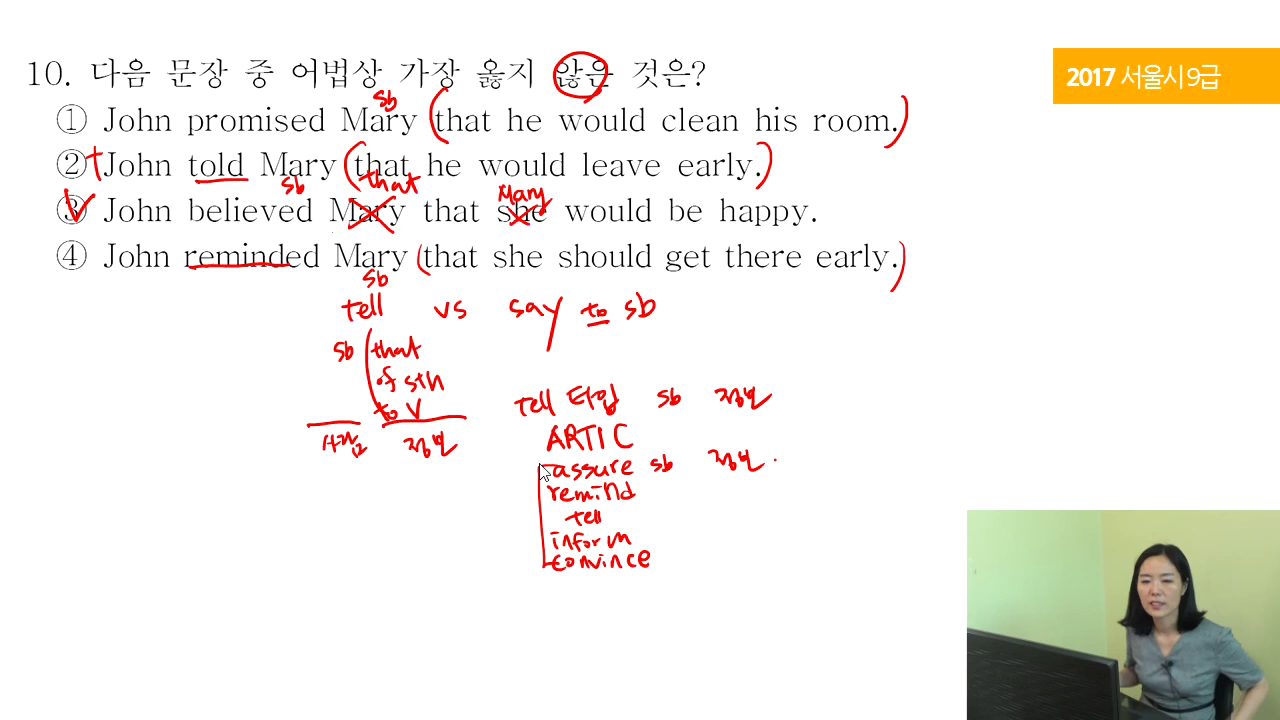 10. 다음 문장 중 어법상 가장 옳지 않은 것은?
2017 서울시 9급
sb
① John promised Mary (that he would clean his room.)
② John told Mary (that he would leave early.)
sb that Mary
③ John believed Mary that she would be happy.
④ John reminded Mary (that she should get there early.)
sb
tell vs say to sb
sb that
of sth
to V
사람 정보
tell 타입 sb 정보
ARTIC
assure sb 정보.
remind
tell
inform
convince